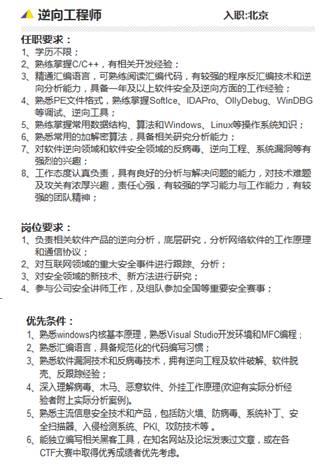 逆向工程师 入职:北京
任职要求：
1、学历不限；
2、熟练掌握C/C++，有相关开发经验；
3、精通汇编语言，可熟练阅读汇编代码，有较强的程序反汇编技术和逆
向分析能力，具备一年及以上软件安全及逆向方面的工作经验；
4、熟悉PE文件格式，熟练掌握SoftIce、IDAPro、OllyDebug、WinDBG
等调试、逆向工具；
5、熟练掌握常用数据结构、算法和Windows、Linux等操作系统知识；
6、熟悉常用的加解密算法，具备相关研究分析能力；
7、对软件逆向领域和软件安全领域的反病毒、逆向工程、系统漏洞等有
强烈的兴趣；
8、工作态度认真负责，具有良好的分析与解决问题的能力，对技术难题
及攻关有浓厚兴趣，责任心强，有较强的学习能力与工作能力，有较
强的团队精神；
岗位要求：
1、负责相关软件产品的逆向分析，底层研究，分析网络软件的工作原理
和通信协议；
2、对互联网领域的重大安全事件进行跟踪、分析；
3、对安全领域的新技术、新方法进行研究；
4、参与公司安全讲师工作，及组队参加全国等重要安全赛事；
优先条件：
1、熟悉windows内核基本原理，熟悉Visual Studio开发环境和MFC编程；
2、熟悉汇编语言，具备规范化的代码编写习惯；
3、熟悉软件漏洞技术和反病毒技术，拥有逆向工程及软件破解、软件脱
壳、反跟踪经验；
4、深入理解病毒、木马、恶意软件、外挂工作原理(欢迎有实际分析经
验者附上实际分析案例)。
5、熟悉主流信息安全技术和产品，包括防火墙、防病毒、系统补丁、安
全扫描器、入侵检测系统、PKI、攻防技术等 。
6、能独立编写相关黑客工具，在知名网站及论坛发表过文章，或在各
CTF大赛中取得优秀成绩者优先考虑。